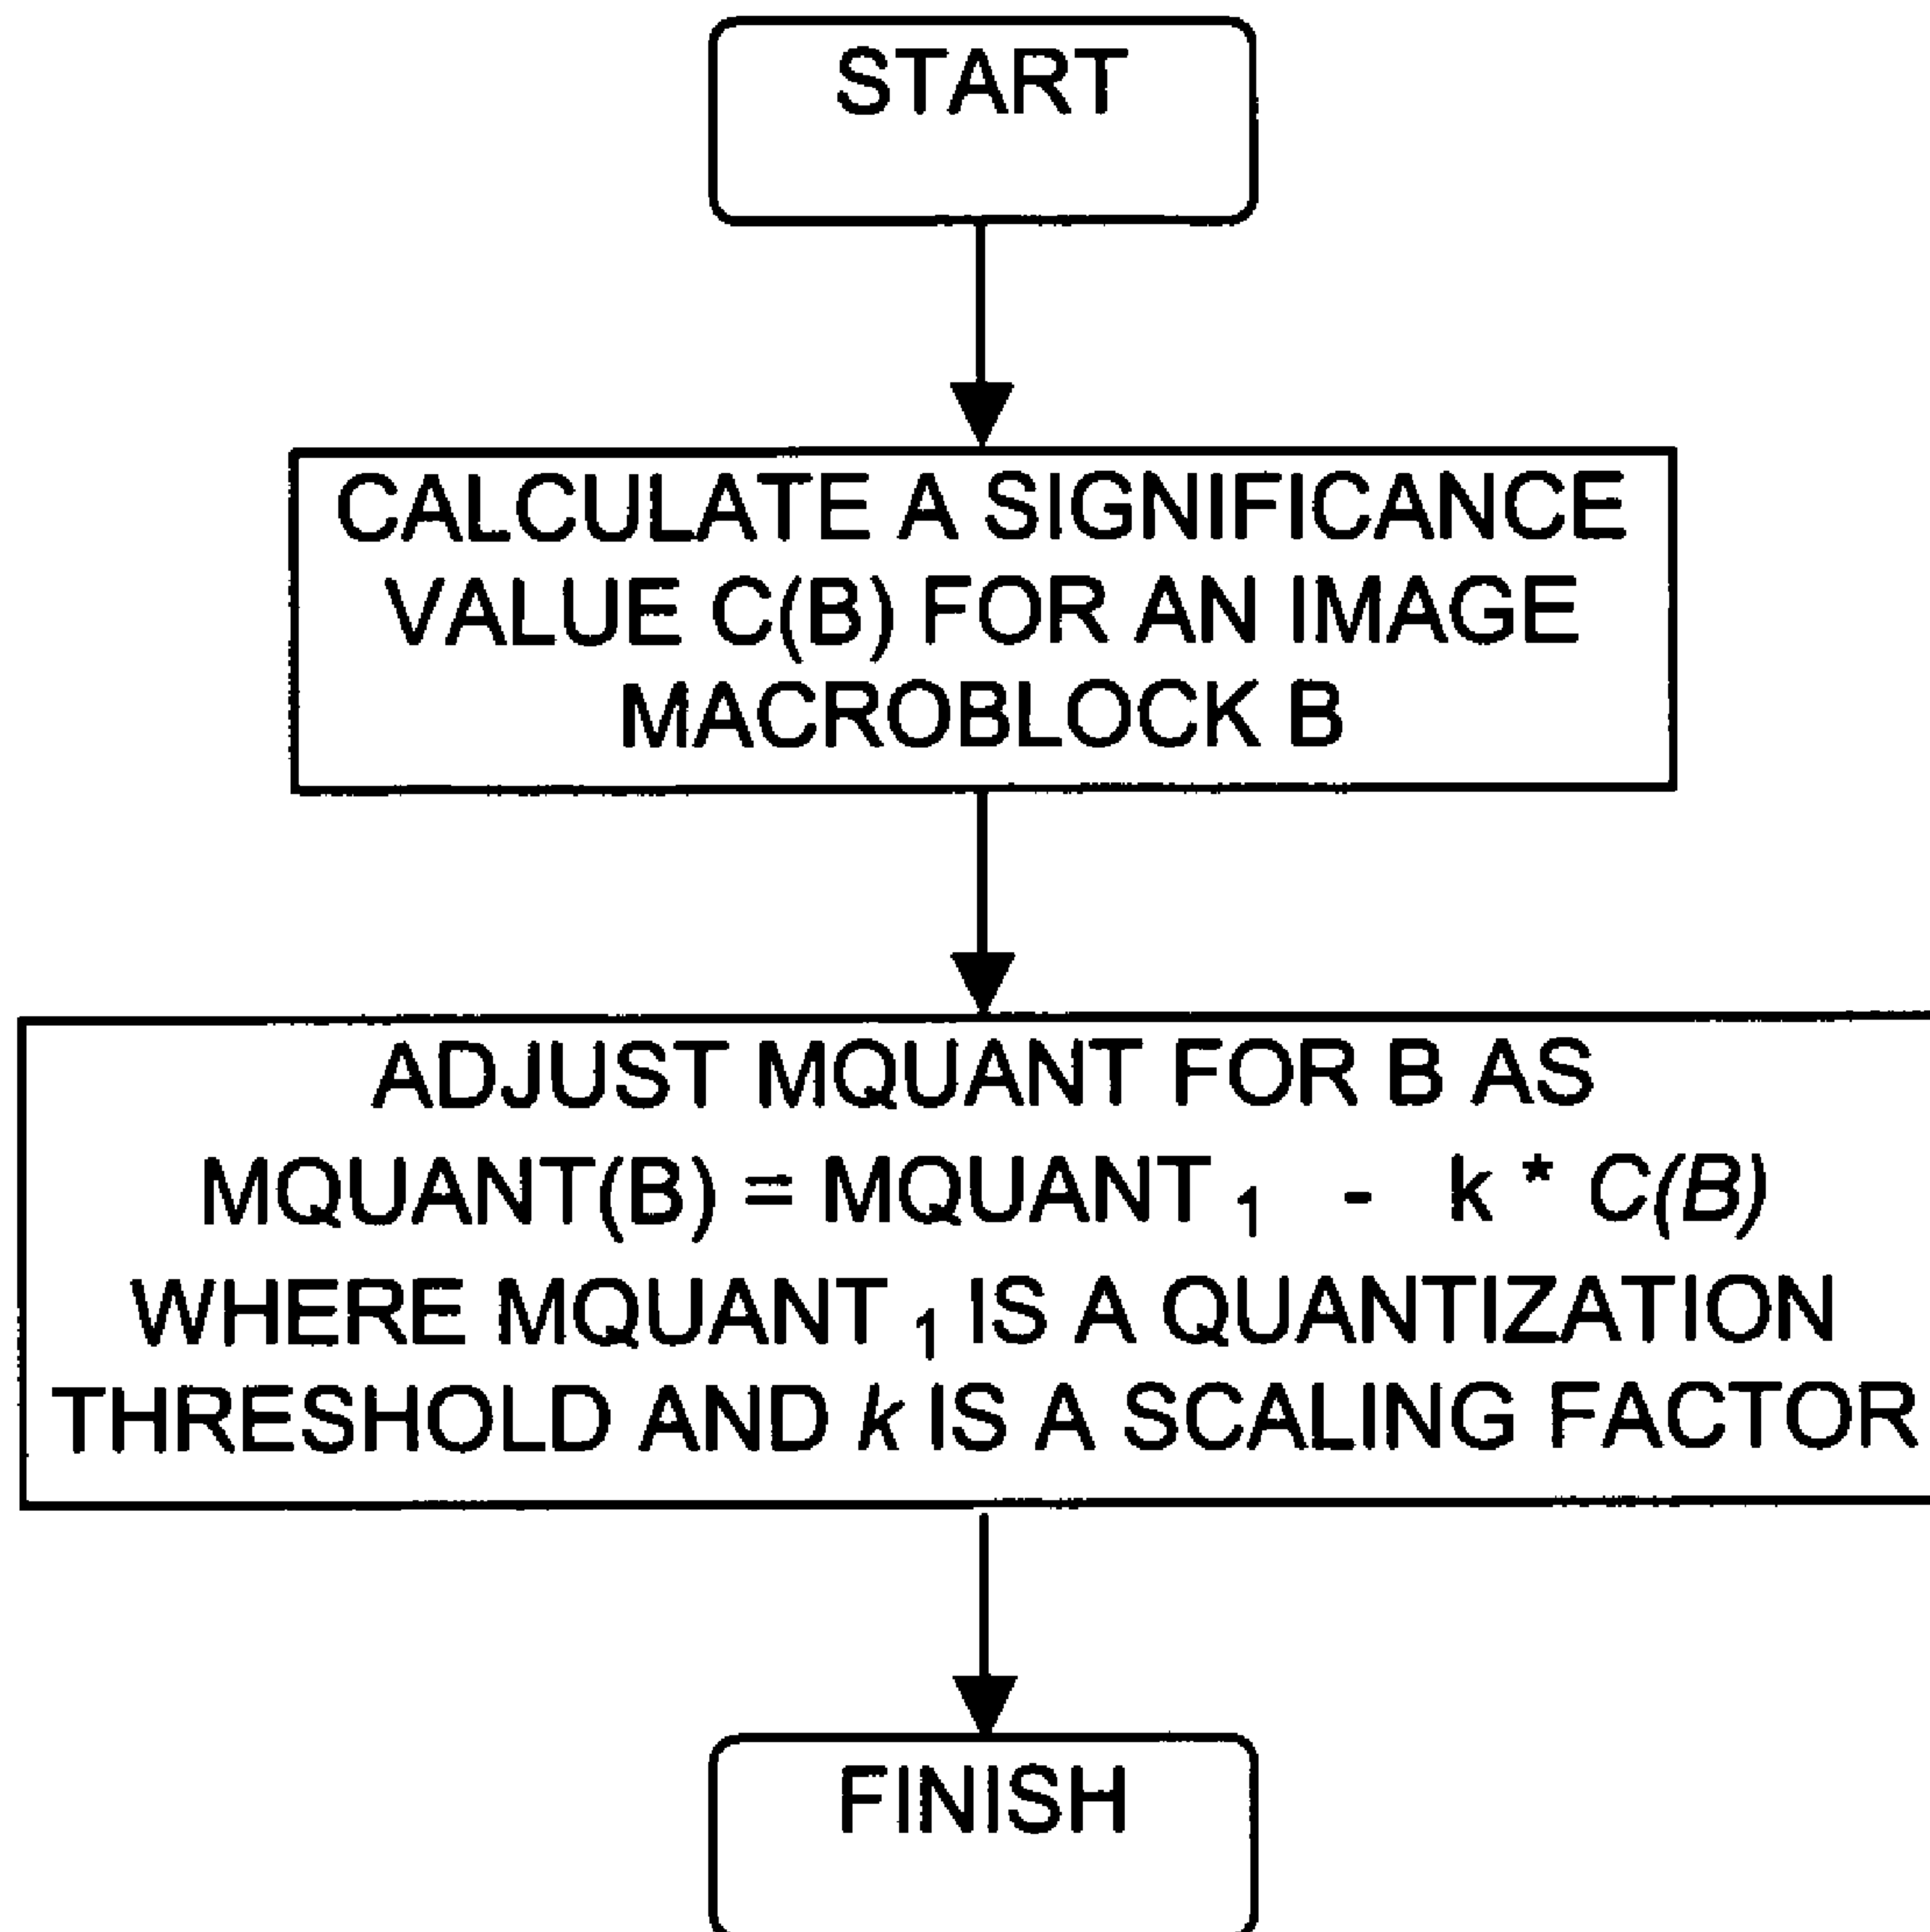 START
CALCULATE A SIGNIFICANCE
VALUE C(B) FOR AN IMAGE
MACROBLOCK B
ADJUST MQUANT FOR B AS
MQUANT(B) = MQUANT 1 - k * C(B)
WHERE MQUANT 1 IS A QUANTIZATION
THRESHOLD AND k IS A SCALING FACTOR
FINISH